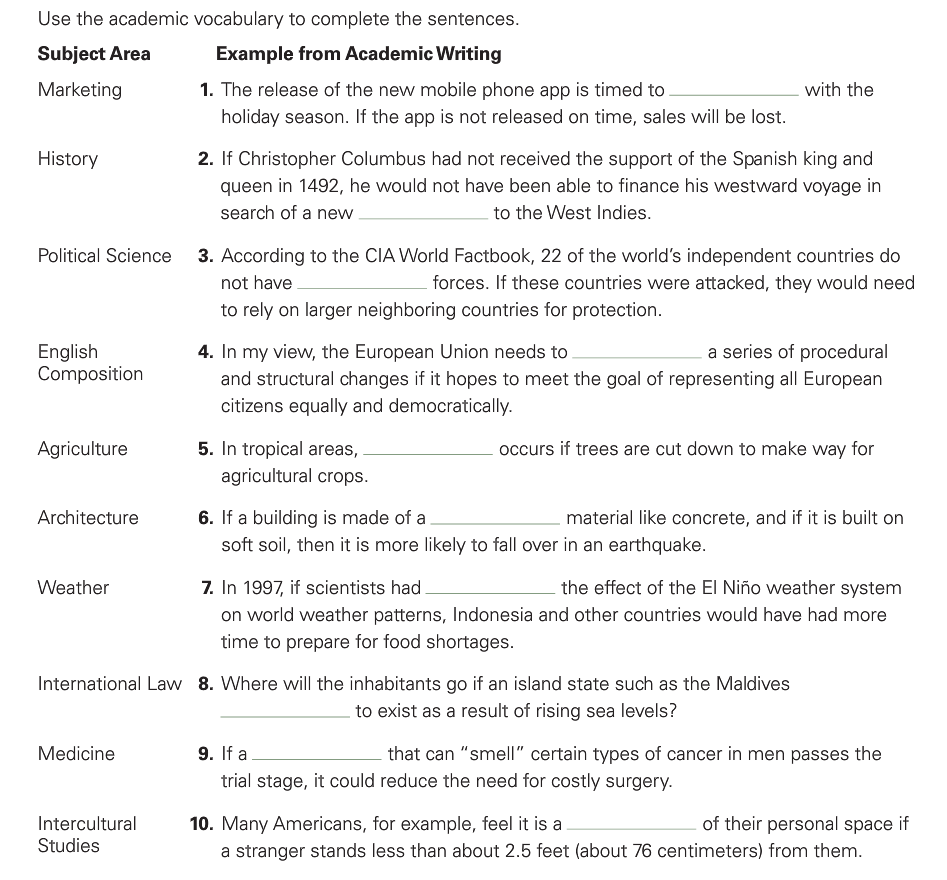 Use the academic vocabulary to complete the sentences.
Subject Area Example from Academic Writing
Marketing 1. The release of the new mobile phone app is timed to ______________ with the
holiday season. If the app is not released on time, sales will be lost.
History 2. If Christopher Columbus had not received the support of the Spanish king and
queen in 1492, he would not have been able to finance his westward voyage in
search of a new ______________ to the West Indies.
Political Science 3. According to the CIA World Factbook, 22 of the world's independent countries do
not have ______________ forces. If these countries were attacked, they would need
to rely on larger neighboring countries for protection.
English 4. In my view, the European Union needs to ______________ a series of procedural
Composition and structural changes if it hopes to meet the goal of representing all European
citizens equally and democratically.
Agriculture 5. In tropical areas, ______________ occurs if trees are cut down to make way for
agricultural crops.
Architecture 6. If a building is made of a ______________ material like concrete, and if it is built on
soft soil, then it is more likely to fall over in an earthquake.
Weather 7. In 1997, if scientists had ______________ the effect of the El Niño weather system
on world weather patterns, Indonesia and other countries would have had more
time to prepare for food shortages.
International Law 8. Where will the inhabitants go if an island state such as the Maldives
______________ to exist as a result of rising sea levels?
Medicine 9. If a ______________ that can "smell" certain types of cancer in men passes the
trial stage, it could reduce the need for costly surgery.
Intercultural 10. Many Americans, for example, feel it is a ______________ of their personal space if
Studies a stranger stands less than about 2.5 feet (about 76 centimeters) from them.